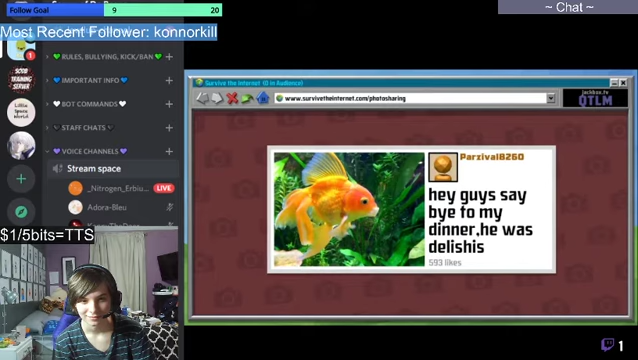 Follow Goal
9
20
~ Chat ~
Most Recent Follower: konnorkill
RULES, BULLYING, KICK/BAN
IMPORTANT INFO
BOT COMMANDS
STAFF CHATS
VOICE CHANNELS
Stream space
_Nitrogen_Erbiu...
LIVE
Adora-Bleu
$1/5bits=TTS
Survive the Internet (0 in Audience)
www.survivetheinternet.com/photosharing
jackbox.tv
QTLM
Parzival8260
hey guys say
bye to my
dinner,he was
delishis
593 likes
1